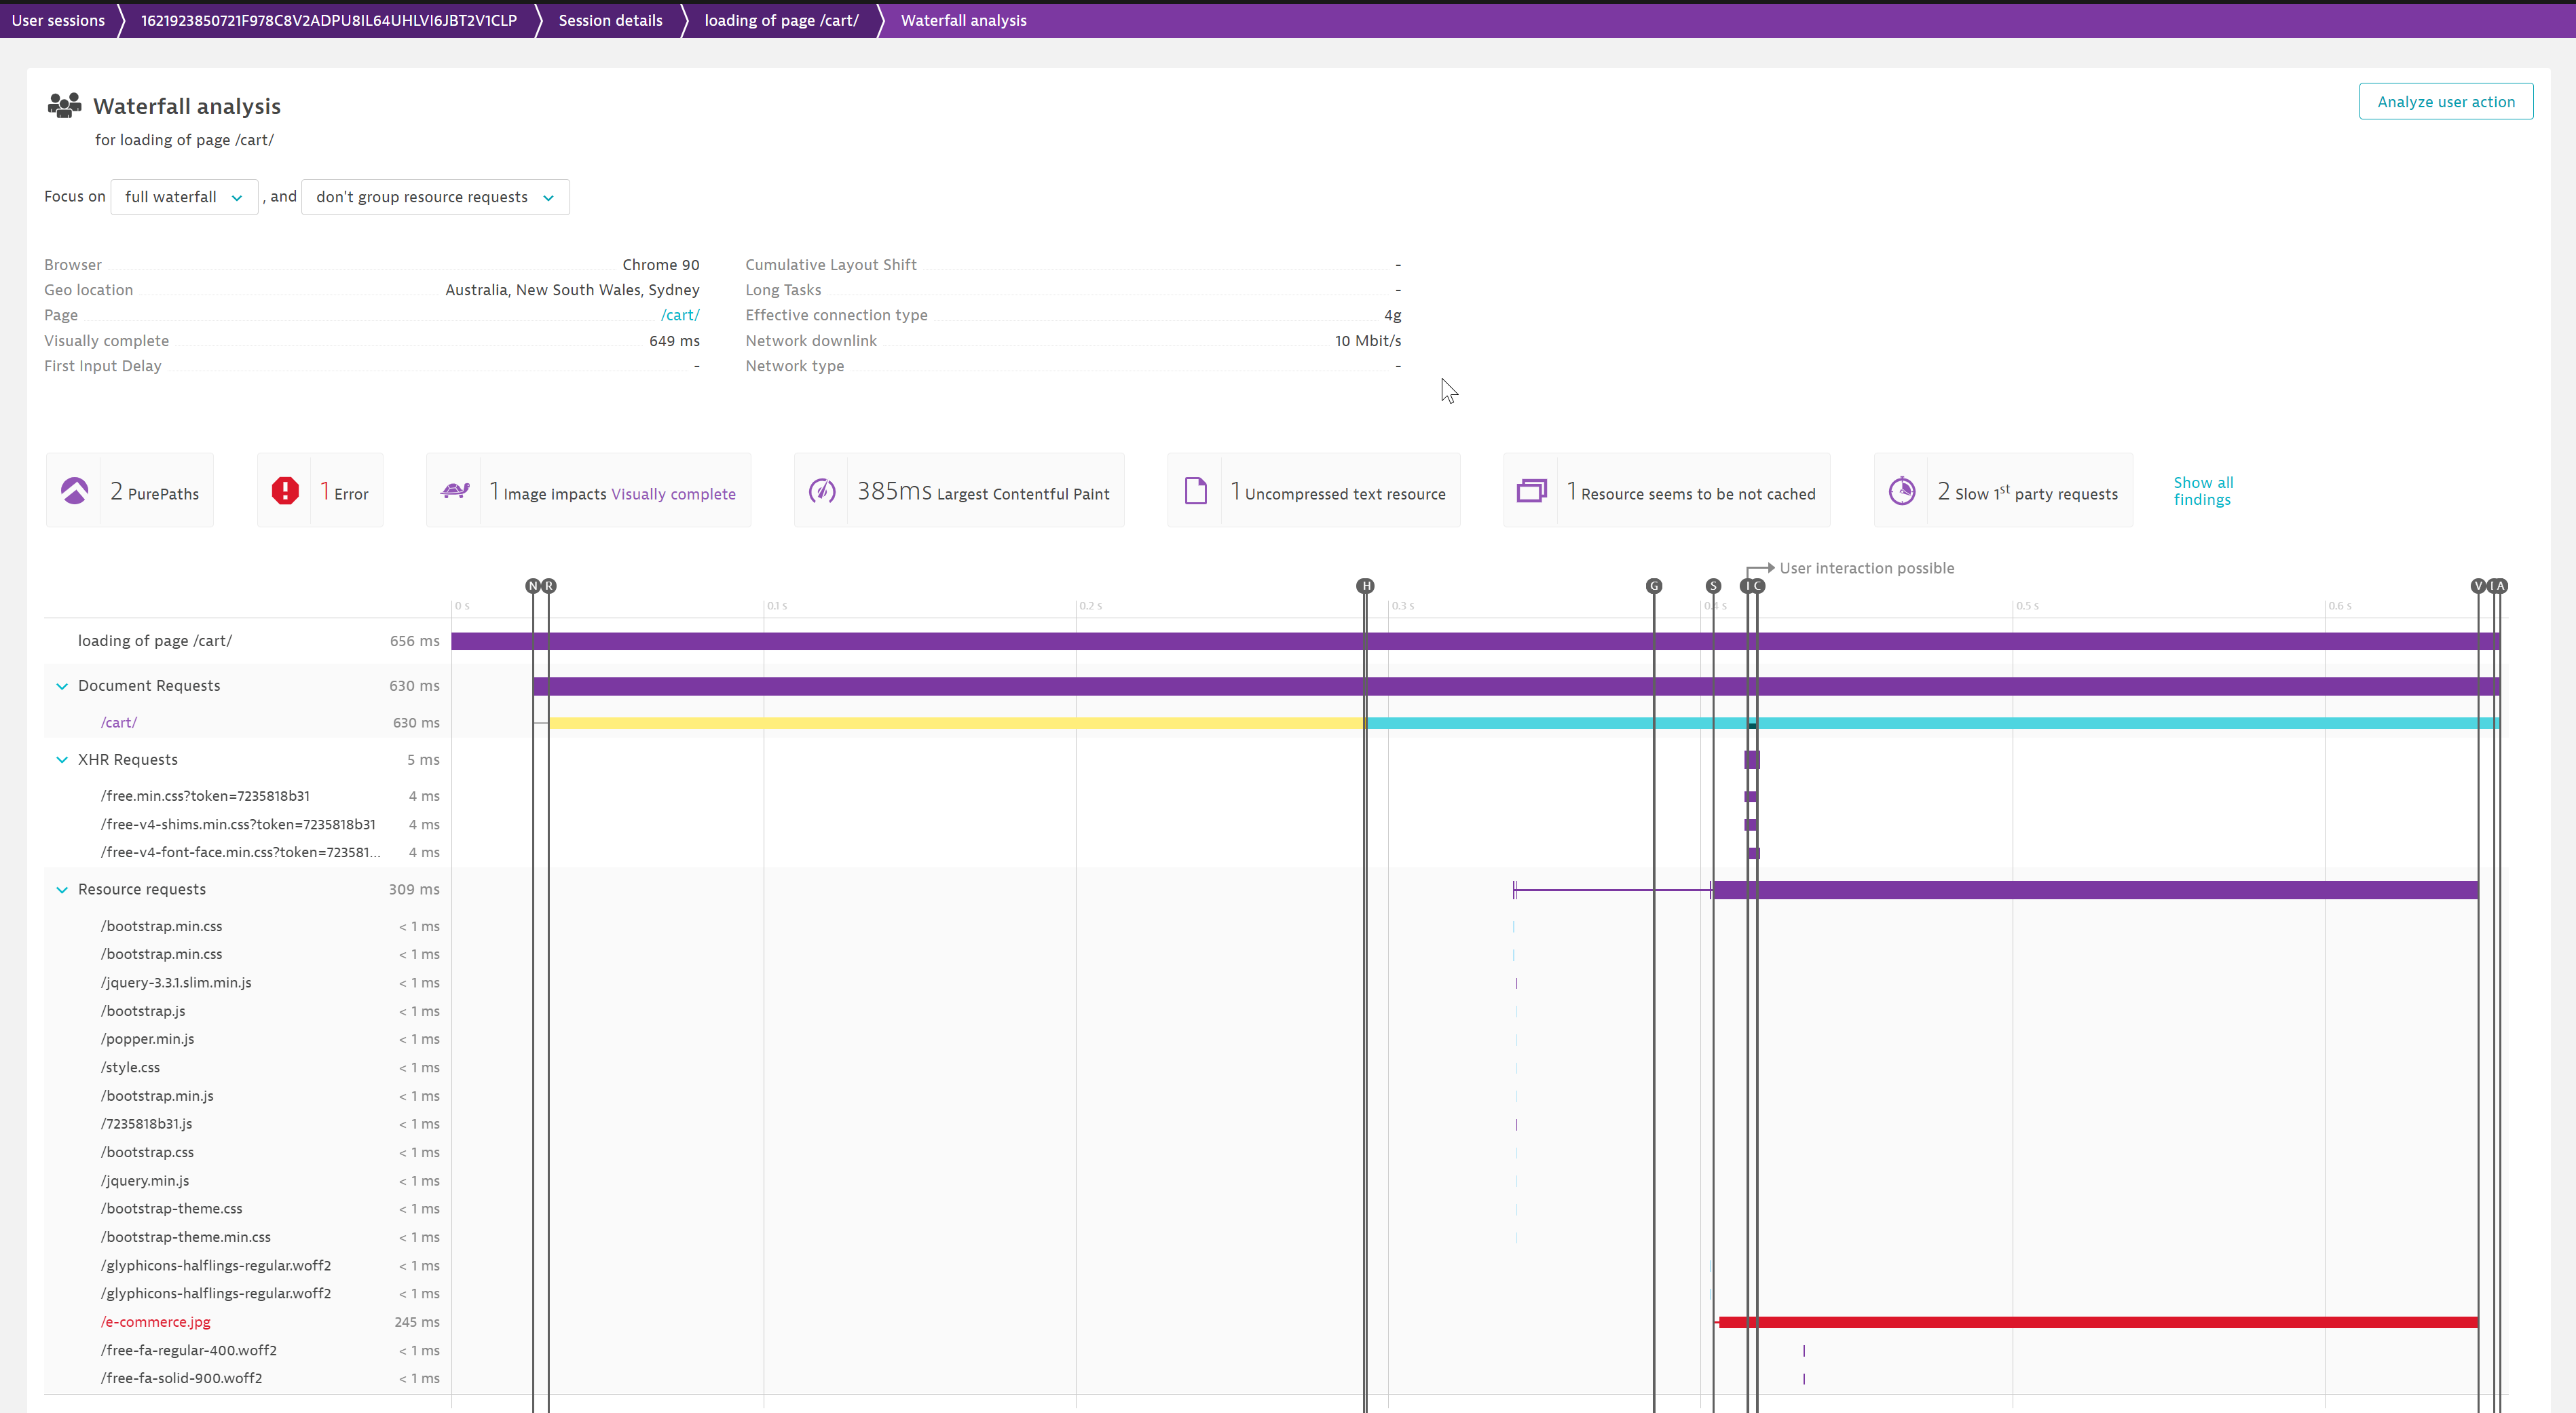 User sessions
1621923850721F978C8V2ADPU8IL64UHLVI6JBT2V1CLP
Session details
loading of page /cart/
Waterfall analysis
Waterfall analysis
Analyze user action
for loading of page /cart/
Focus on full waterfall , and don't group resource requests
Browser Chrome 90
Geo location Australia, New South Wales, Sydney
Page /cart/
Visually complete 649 ms
First Input Delay -
Cumulative Layout Shift -
Long Tasks -
Effective connection type 4g
Network downlink 10 Mbit/s
Network type -
2 PurePaths
1 Error
1 Image impacts Visually complete
385ms Largest Contentful Paint
1 Uncompressed text resource
1 Resource seems to be not cached
2 Slow 1st party requests
Show all
findings
User interaction possible
N R H G S I C V A
0 s 0.1 s 0.2 s 0.3 s 0.4 s 0.5 s 0.6 s
loading of page /cart/ 656 ms
Document Requests 630 ms
/cart/ 630 ms
XHR Requests 5 ms
/free.min.css?token=7235818b31 4 ms
/free-v4-shims.min.css?token=7235818b31 4 ms
/free-v4-font-face.min.css?token=723581... 4 ms
Resource requests 309 ms
/bootstrap.min.css < 1 ms
/bootstrap.min.css < 1 ms
/jquery-3.3.1.slim.min.js < 1 ms
/bootstrap.js < 1 ms
/popper.min.js < 1 ms
/style.css < 1 ms
/bootstrap.min.js < 1 ms
/7235818b31.js < 1 ms
/bootstrap.css < 1 ms
/jquery.min.js < 1 ms
/bootstrap-theme.css < 1 ms
/bootstrap-theme.min.css < 1 ms
/glyphicons-halflings-regular.woff2 < 1 ms
/glyphicons-halflings-regular.woff2 < 1 ms
/e-commerce.jpg 245 ms
/free-fa-regular-400.woff2 < 1 ms
/free-fa-solid-900.woff2 < 1 ms